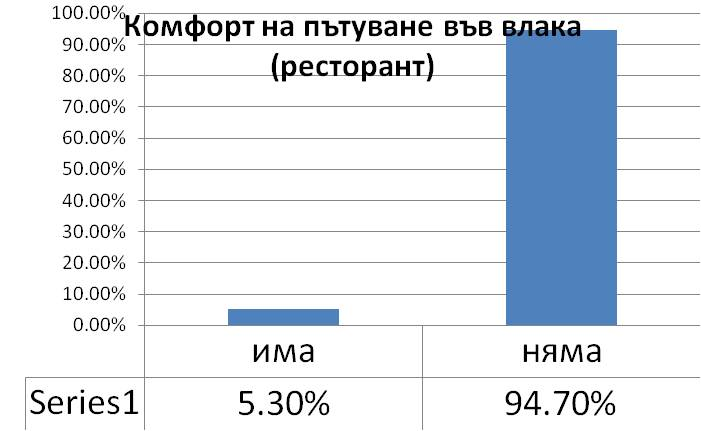 Комфорт на пътуване във влака
(ресторант)
100.00%
90.00%
80.00%
70.00%
60.00%
50.00%
40.00%
30.00%
20.00%
10.00%
0.00%
има няма
Series1 5.30% 94.70%